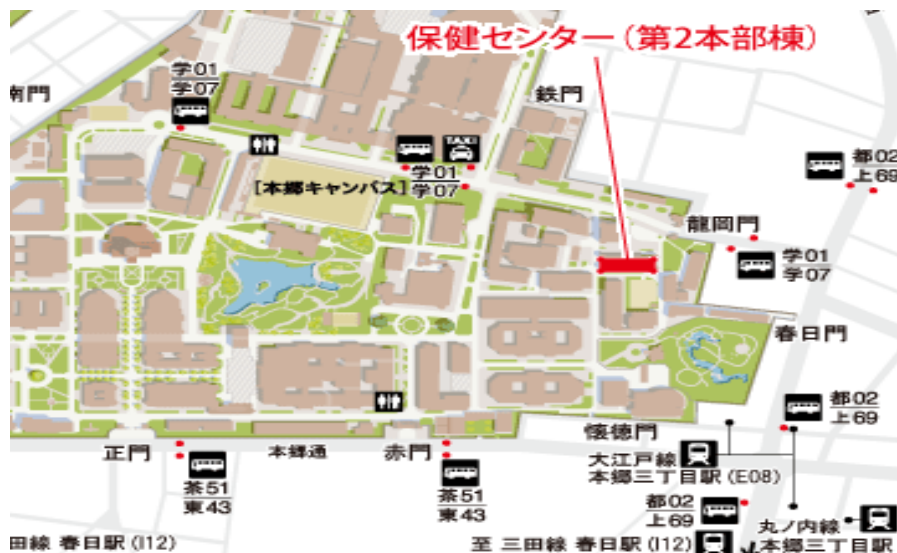 保健センター（第2本部棟）
学01
学07
南門
鉄門
TAXI
学01
学07
[本郷キャンパス]
都02
上69
龍岡門
学01
学07
春日門
都02
上69
正門
本郷通
赤門
懐徳門
大江戸線
本郷三丁目駅 (E08)
茶51
東43
茶51
東43
都02
上69
丸ノ内線
本郷三丁目駅
田線 春日駅 (I12)
至 三田線 春日駅 (I12)